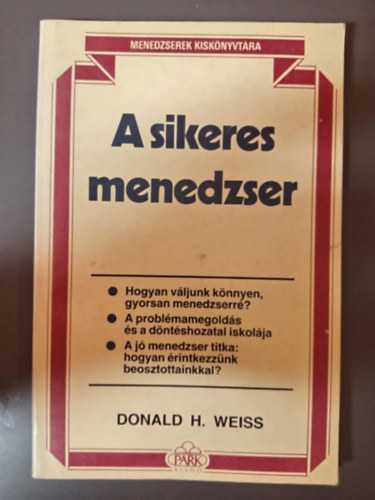 MENEDZSEREK KISKÖNYVTÁRA
A sikeres
menedzser
Hogyan váljunk könnyen,
gyorsan menedzserré?
A problémamegoldás
és a döntéshozatal iskolája
A jó menedzser titka:
hogyan érintkezzünk
beosztottainkkal?
DONALD H. WEISS
PARK
KIADÓ